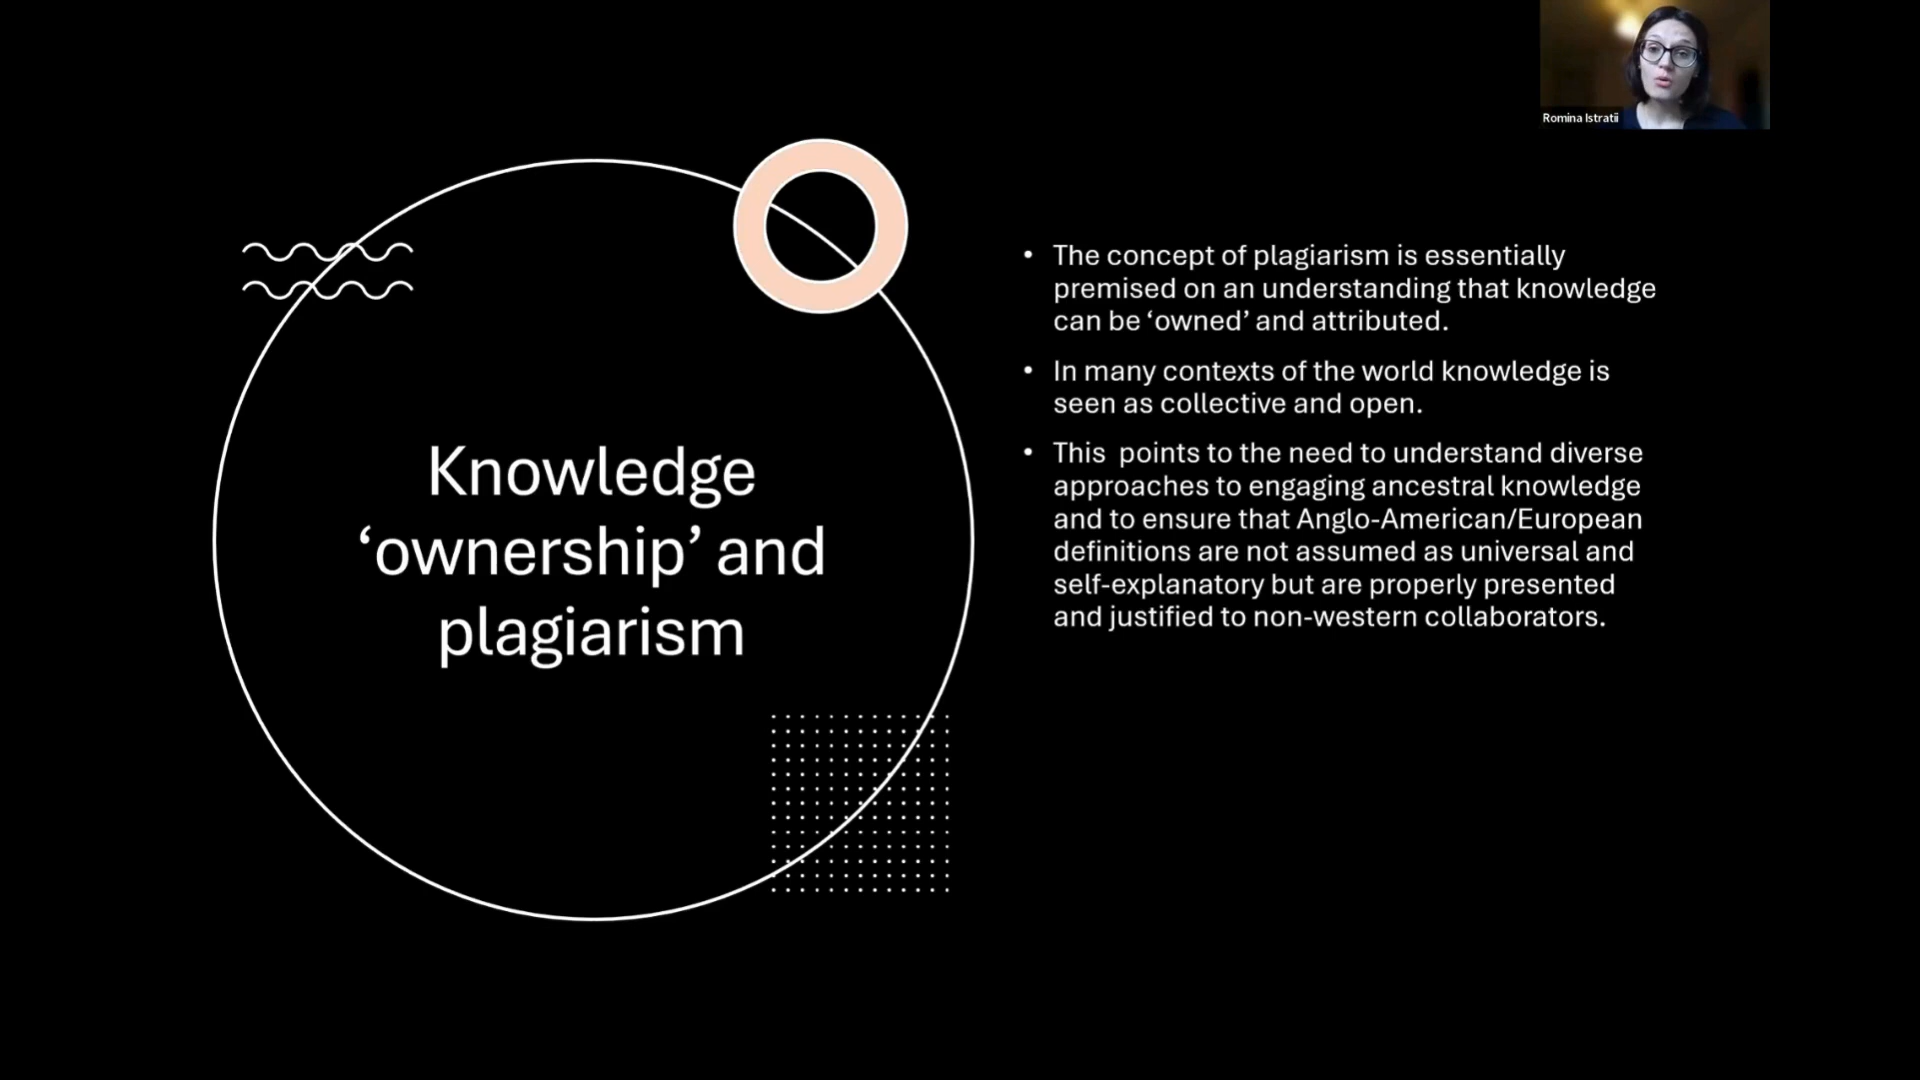 Romina Istratii
Knowledge
‘ownership’ and
plagiarism
• The concept of plagiarism is essentially
premised on an understanding that knowledge
can be ‘owned’ and attributed.
• In many contexts of the world knowledge is
seen as collective and open.
• This  points to the need to understand diverse
approaches to engaging ancestral knowledge
and to ensure that Anglo-American/European
definitions are not assumed as universal and
self-explanatory but are properly presented
and justified to non-western collaborators.